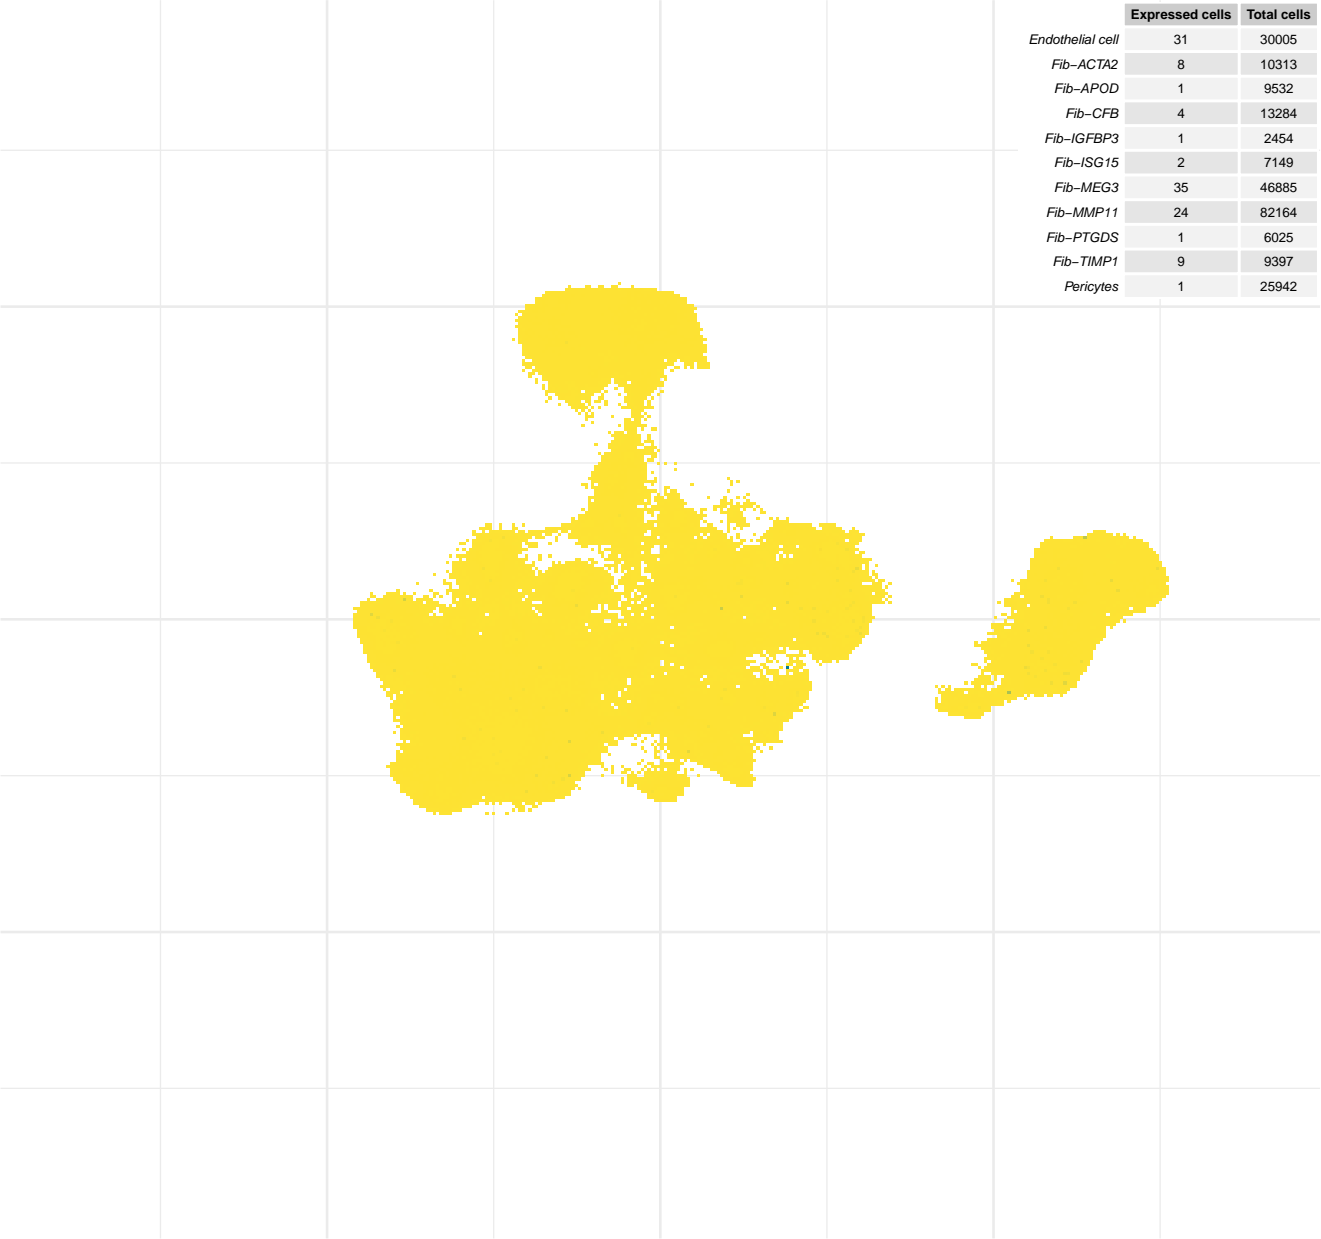 Expressed cells Total cells
Endothelial cell 31 30005
Fib−ACTA2 8 10313
Fib−APOD 1 9532
Fib−CFB 4 13284
Fib−IGFBP3 1 2454
Fib−ISG15 2 7149
Fib−MEG3 35 46885
Fib−MMP11 24 82164
Fib−PTGDS 1 6025
Fib−TIMP1 9 9397
Pericytes 1 25942